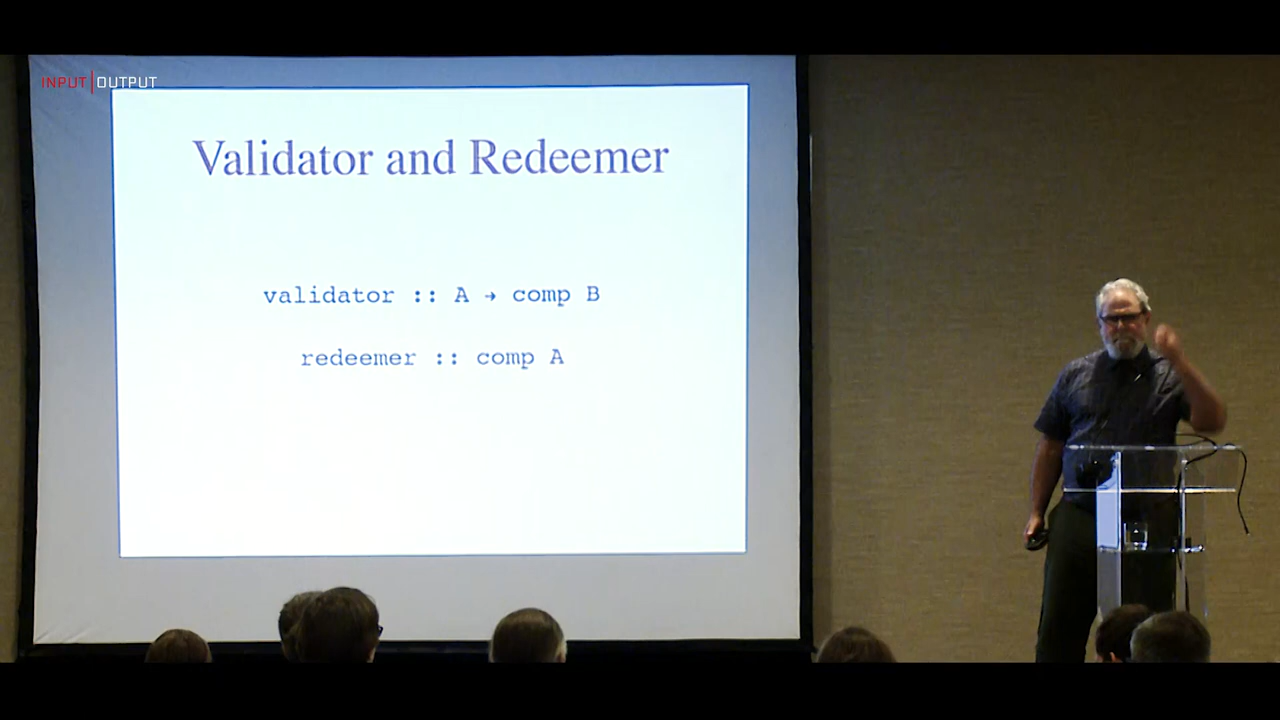 INPUT|OUTPUT
Validator and Redeemer
validator :: A → comp B
redeemer :: comp A